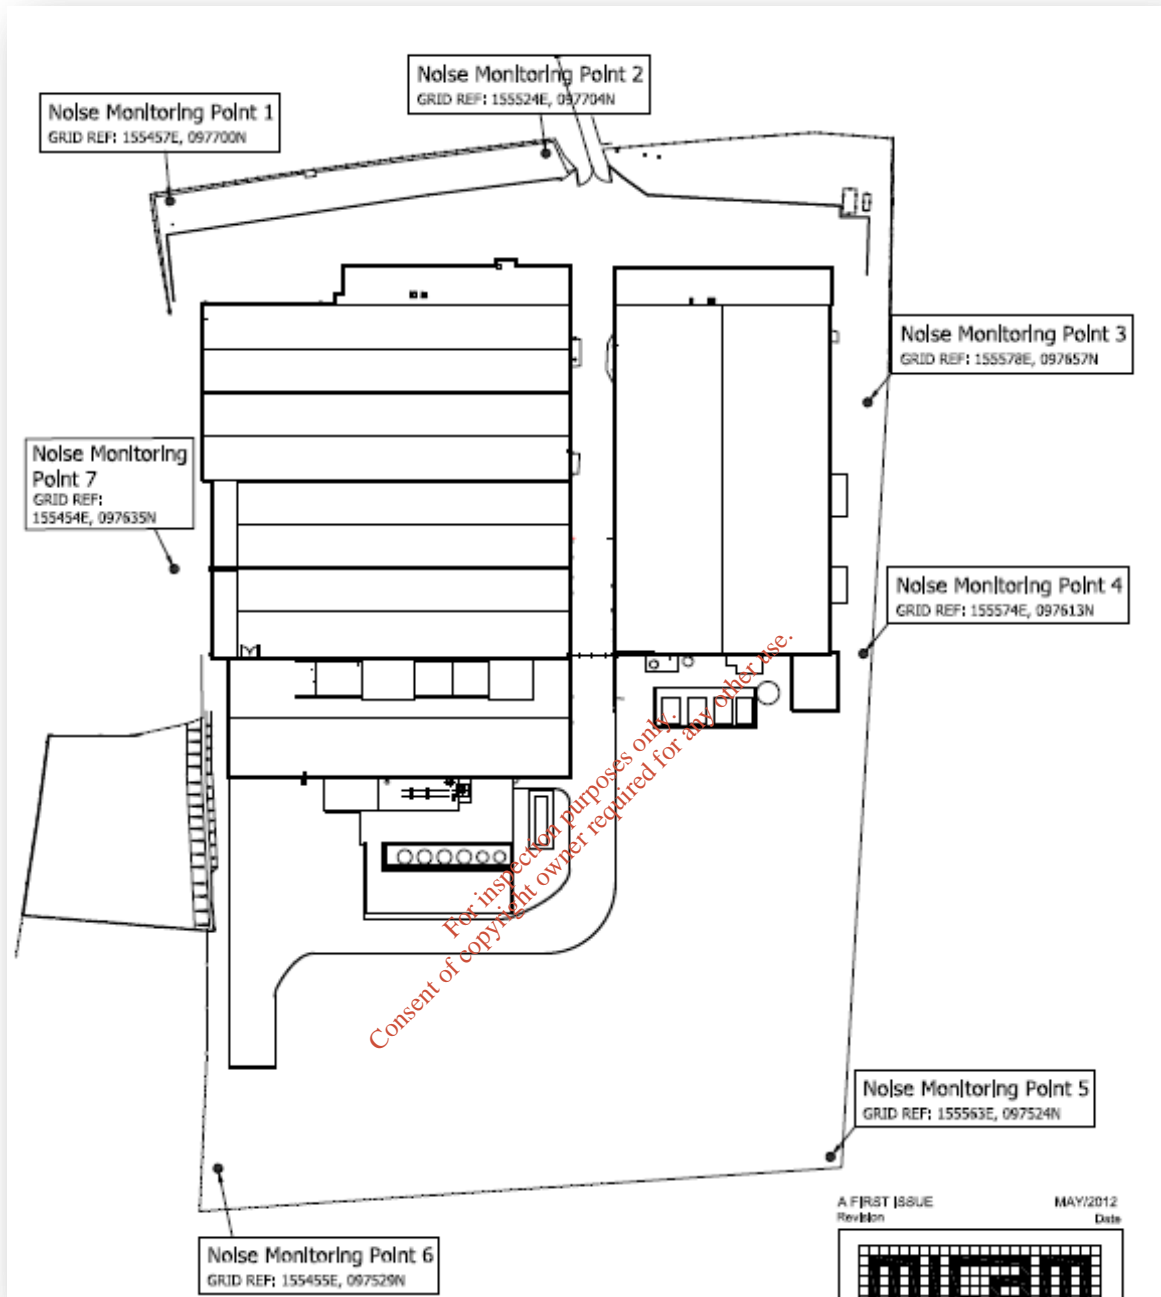 Noise Monitoring Point 2
GRID REF: 155524E, 097704N
Noise Monitoring Point 1
GRID REF: 155457E, 097700N
Noise Monitoring Point 3
GRID REF: 155578E, 097657N
Noise Monitoring
Point 7
GRID REF:
155454E, 097635N
Noise Monitoring Point 4
GRID REF: 155574E, 097613N
For inspection purposes only.
Consent of copyright owner required for any other use.
Noise Monitoring Point 5
GRID REF: 155563E, 097524N
A FIRST ISSUE MAY/2012
Revision Date
Noise Monitoring Point 6
GRID REF: 155455E, 097529N